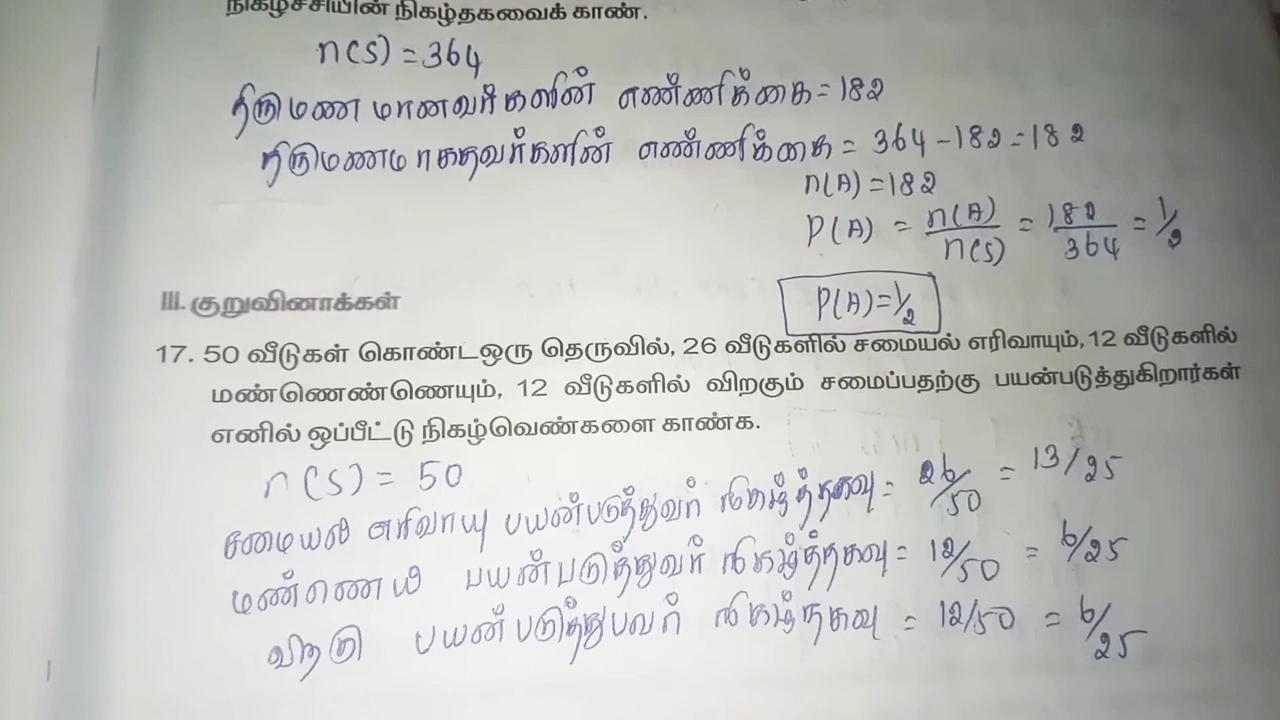 நிகழ்ச்சியின் நிகழ்தகவைக் காண்.
n(S) = 364
திருமண மானவர்களின் எண்ணிக்கை = 182
திருமணமாகதவர்களின் எண்ணிக்கை = 364 - 182 = 182
n(A) = 182
P(A) = n(A)/n(S) = 182/364 = 1/2
P(A) = 1/2
III. குறுவினாக்கள்
17. 50 வீடுகள் கொண்டஒரு தெருவில், 26 வீடுகளில் சமையல் எரிவாயும், 12 வீடுகளில்
மண்ணெண்ணெயும், 12 வீடுகளில் விறகும் சமைப்பதற்கு பயன்படுத்துகிறார்கள்
எனில் ஒப்பீட்டு நிகழ்வெண்களை காண்க.
n(S) = 50
சமையல் எரிவாயு பயன்படுத்துவர் நிகழ்த்தகவு = 26/50 = 13/25
மண்ணெய் பயன்படுத்துவர் நிகழ்த்தகவு = 12/50 = 6/25
விறகு பயன்படுத்துபவர் நிகழ்தகவு = 12/50 = 6/25